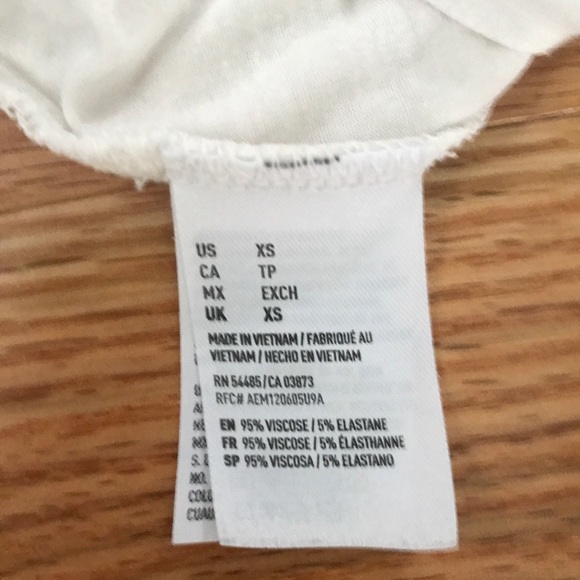 US XS
CA TP
MX EXCH
UK XS
MADE IN VIETNAM / FABRIQUÉ AU
VIETNAM / HECHO EN VIETNAM
RN 54485 / CA 03873
RFC# AEM120605U9A
EN 95% VISCOSE / 5% ELASTANE
FR 95% VISCOSE / 5% ÉLASTHANNE
SP 95% VISCOSA / 5% ELASTANO